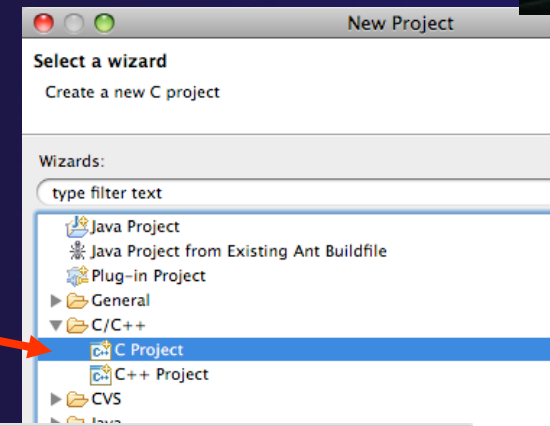 New Project
Select a wizard
Create a new C project
Wizards:
type filter text
Java Project
Java Project from Existing Ant Buildfile
Plug-in Project
General
C/C++
C Project
C++ Project
CVS
Java